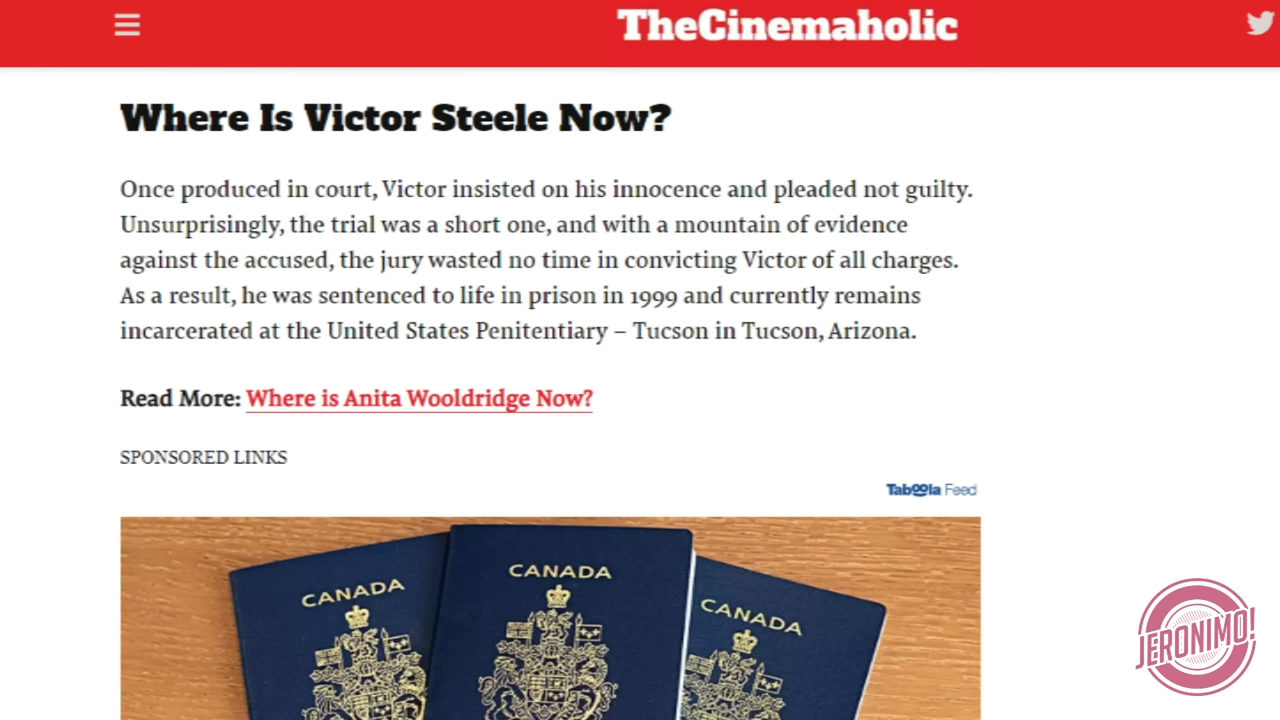 TheCinemaholic
Where Is Victor Steele Now?
Once produced in court, Victor insisted on his innocence and pleaded not guilty.
Unsurprisingly, the trial was a short one, and with a mountain of evidence
against the accused, the jury wasted no time in convicting Victor of all charges.
As a result, he was sentenced to life in prison in 1999 and currently remains
incarcerated at the United States Penitentiary – Tucson in Tucson, Arizona.
Read More: Where is Anita Wooldridge Now?
SPONSORED LINKS
Taboola Feed
CANADA
CANADA
CANADA
JERONIMO!